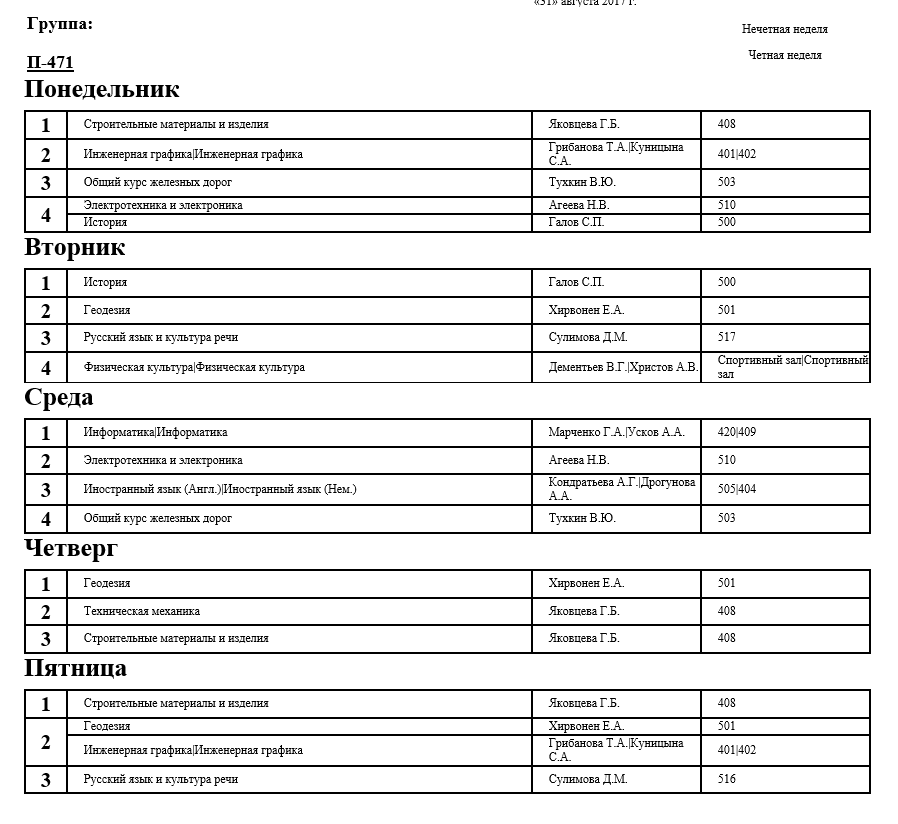 «31» августа 2017 г.
Группа:
Нечетная неделя
Четная неделя
П-471
Понедельник
1 Строительные материалы и изделия Яковцева Г.Б. 408
2 Инженерная графика|Инженерная графика Грибанова Т.А.|Куницына С.А. 401|402
3 Общий курс железных дорог Тухкин В.Ю. 503
4 Электротехника и электроника Агеева Н.В. 510
История Галов С.П. 500
Вторник
1 История Галов С.П. 500
2 Геодезия Хирвонен Е.А. 501
3 Русский язык и культура речи Сулимова Д.М. 517
4 Физическая культура|Физическая культура Дементьев В.Г.|Христов А.В. Спортивный зал|Спортивный зал
Среда
1 Информатика|Информатика Марченко Г.А.|Усков А.А. 420|409
2 Электротехника и электроника Агеева Н.В. 510
3 Иностранный язык (Англ.)|Иностранный язык (Нем.) Кондратьева А.Г.|Дрогунова А.А. 505|404
4 Общий курс железных дорог Тухкин В.Ю. 503
Четверг
1 Геодезия Хирвонен Е.А. 501
2 Техническая механика Яковцева Г.Б. 408
3 Строительные материалы и изделия Яковцева Г.Б. 408
Пятница
1 Строительные материалы и изделия Яковцева Г.Б. 408
2 Геодезия Хирвонен Е.А. 501
Инженерная графика|Инженерная графика Грибанова Т.А.|Куницына С.А. 401|402
3 Русский язык и культура речи Сулимова Д.М. 516